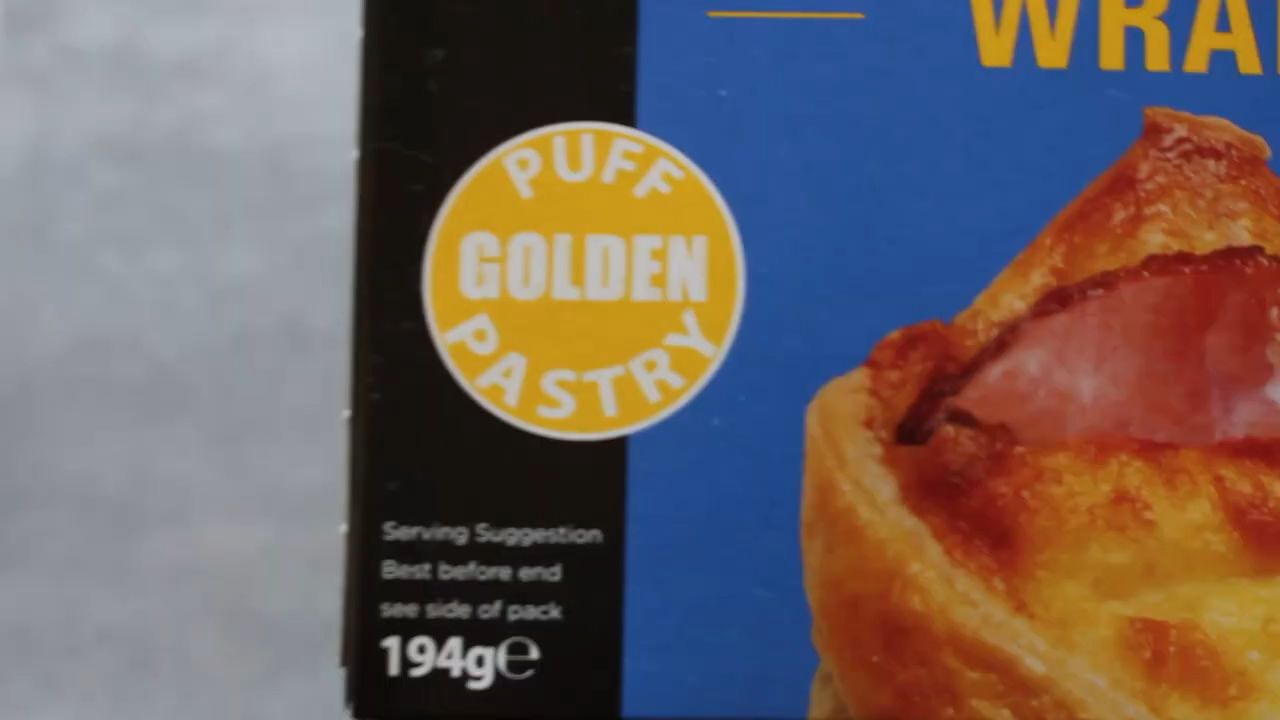 WRA
PUFF
GOLDEN
PASTRY
Serving Suggestion
Best before end
see side of pack
194g℮